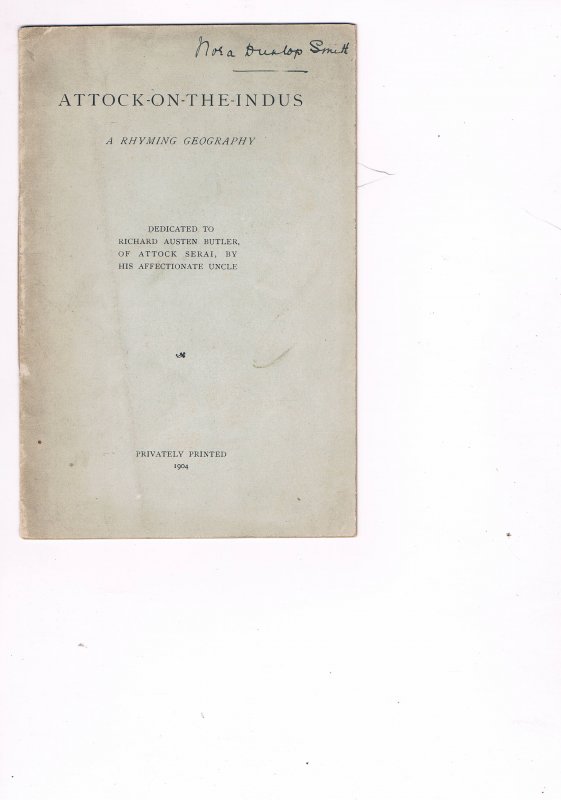 Nora Dunlop Smith
ATTOCK-ON-THE-INDUS
A RHYMING GEOGRAPHY
DEDICATED TO
RICHARD AUSTEN BUTLER,
OF ATTOCK SERAI, BY
HIS AFFECTIONATE UNCLE
PRIVATELY PRINTED
1904